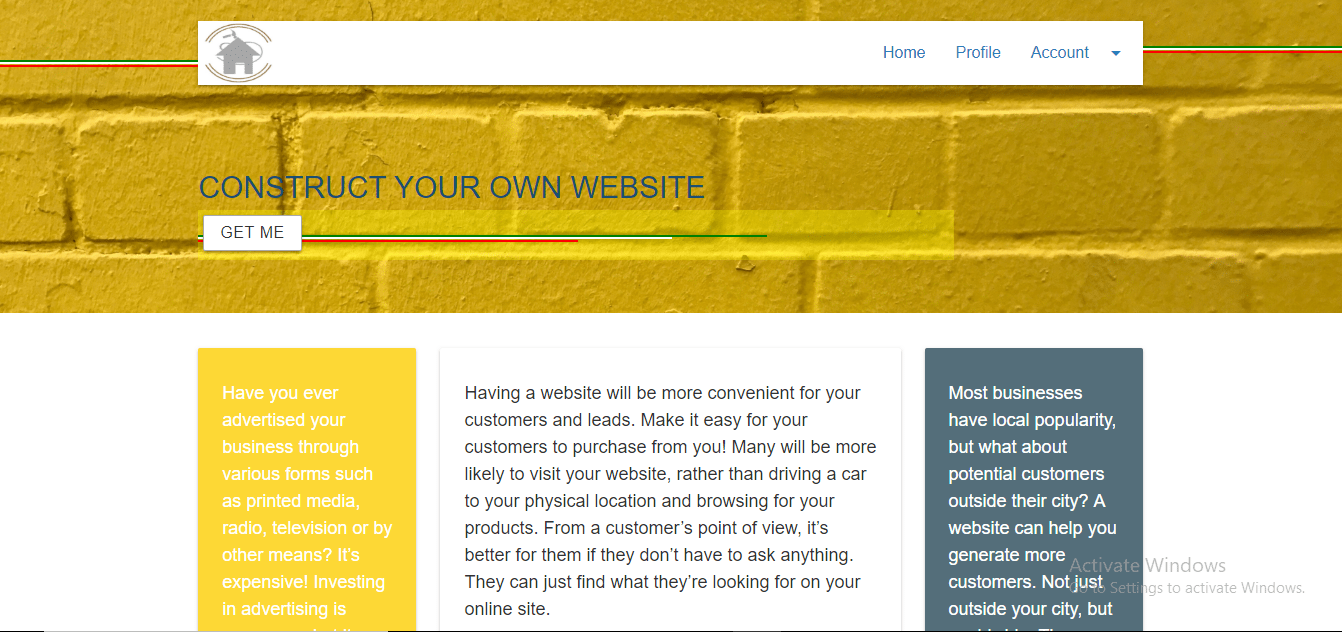 Home Profile Account
CONSTRUCT YOUR OWN WEBSITE
GET ME
Have you ever
advertised your
business through
various forms such
as printed media,
radio, television or by
other means? It’s
expensive! Investing
in advertising is
Having a website will be more convenient for your
customers and leads. Make it easy for your
customers to purchase from you! Many will be more
likely to visit your website, rather than driving a car
to your physical location and browsing for your
products. From a customer’s point of view, it’s
better for them if they don’t have to ask anything.
They can just find what they’re looking for on your
online site.
Most businesses
have local popularity,
but what about
potential customers
outside their city? A
website can help you
generate more
customers. Not just
outside your city, but
Activate Windows
Go to Settings to activate Windows.